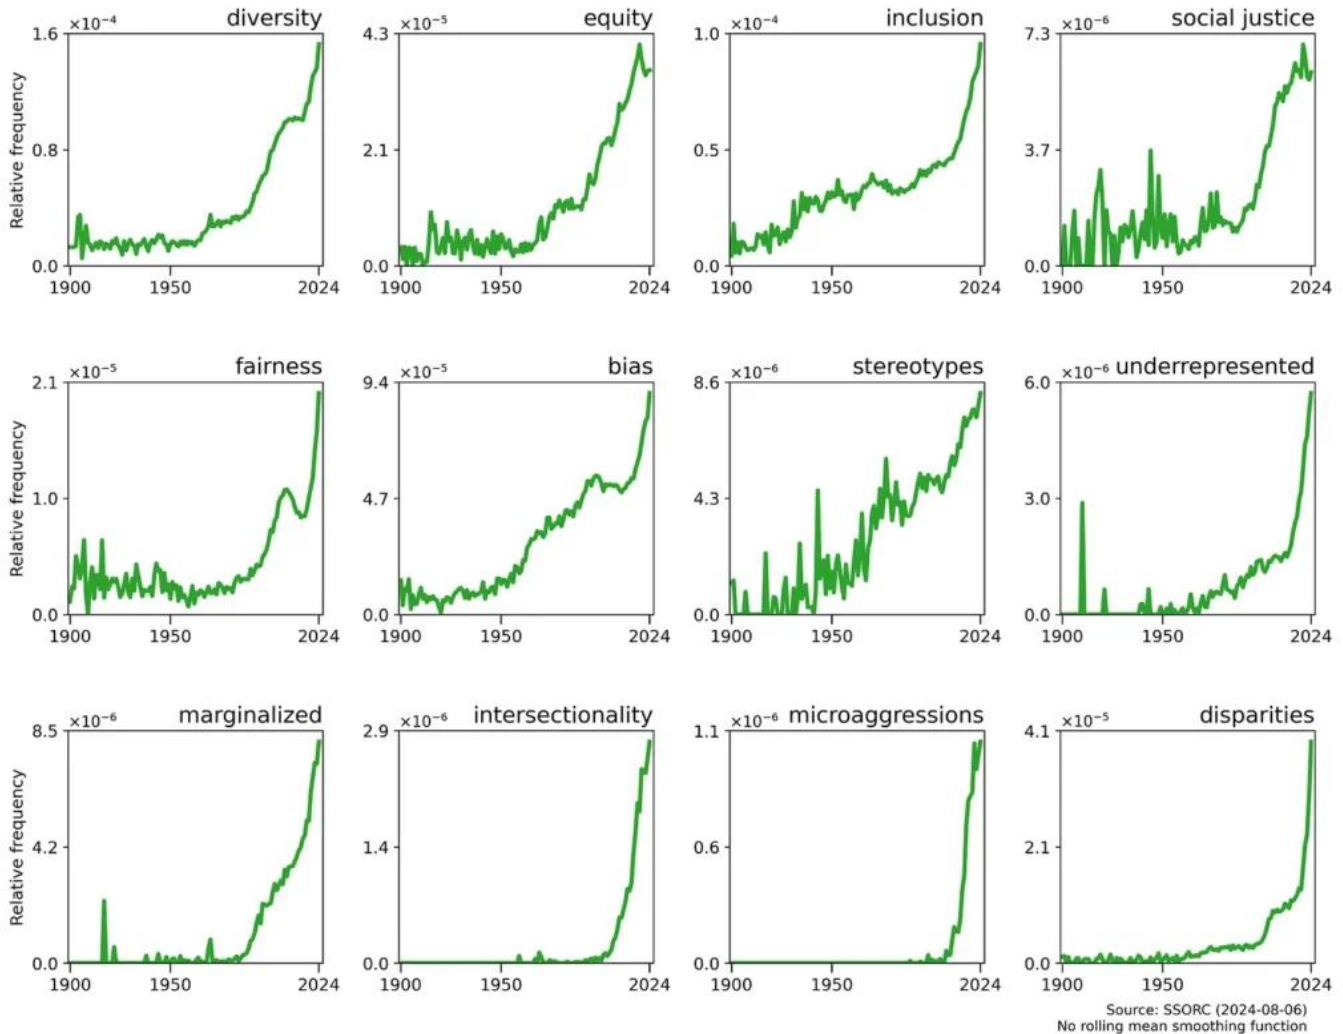 ×10⁻⁴ diversity
×10⁻⁵ equity
×10⁻⁴ inclusion
×10⁻⁶ social justice
1.6
0.8
0.0
Relative frequency
1900 1950 2024
4.3
2.1
0.0
1900 1950 2024
1.0
0.5
0.0
1900 1950 2024
7.3
3.7
0.0
1900 1950 2024
×10⁻⁵ fairness
×10⁻⁵ bias
×10⁻⁶ stereotypes
×10⁻⁶ underrepresented
2.1
1.0
0.0
Relative frequency
1900 1950 2024
9.4
4.7
0.0
1900 1950 2024
8.6
4.3
0.0
1900 1950 2024
6.0
3.0
0.0
1900 1950 2024
×10⁻⁶ marginalized
×10⁻⁶ intersectionality
×10⁻⁶ microaggressions
×10⁻⁵ disparities
8.5
4.2
0.0
Relative frequency
1900 1950 2024
2.9
1.4
0.0
1900 1950 2024
1.1
0.6
0.0
1900 1950 2024
4.1
2.1
0.0
1900 1950 2024
Source: SSORC (2024-08-06)
No rolling mean smoothing function